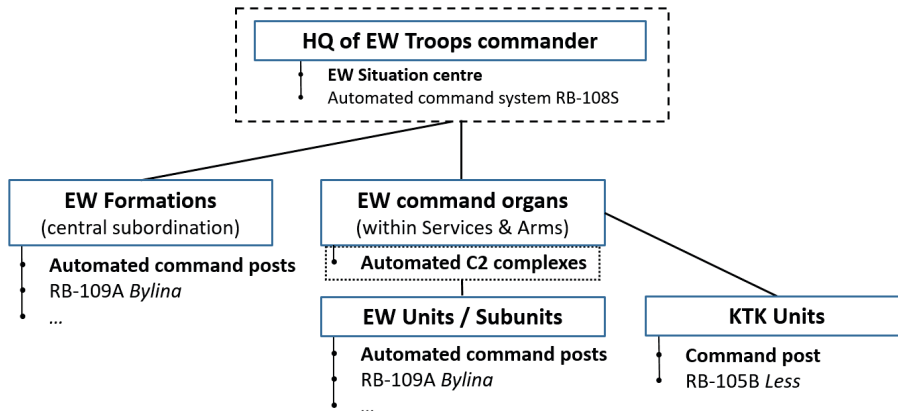 HQ of EW Troops commander
EW Situation centre
Automated command system RB-108S
EW Formations
(central subordination)
Automated command posts
RB-109A Bylina
...
EW command organs
(within Services & Arms)
Automated C2 complexes
EW Units / Subunits
Automated command posts
RB-109A Bylina
...
KTK Units
Command post
RB-105B Less